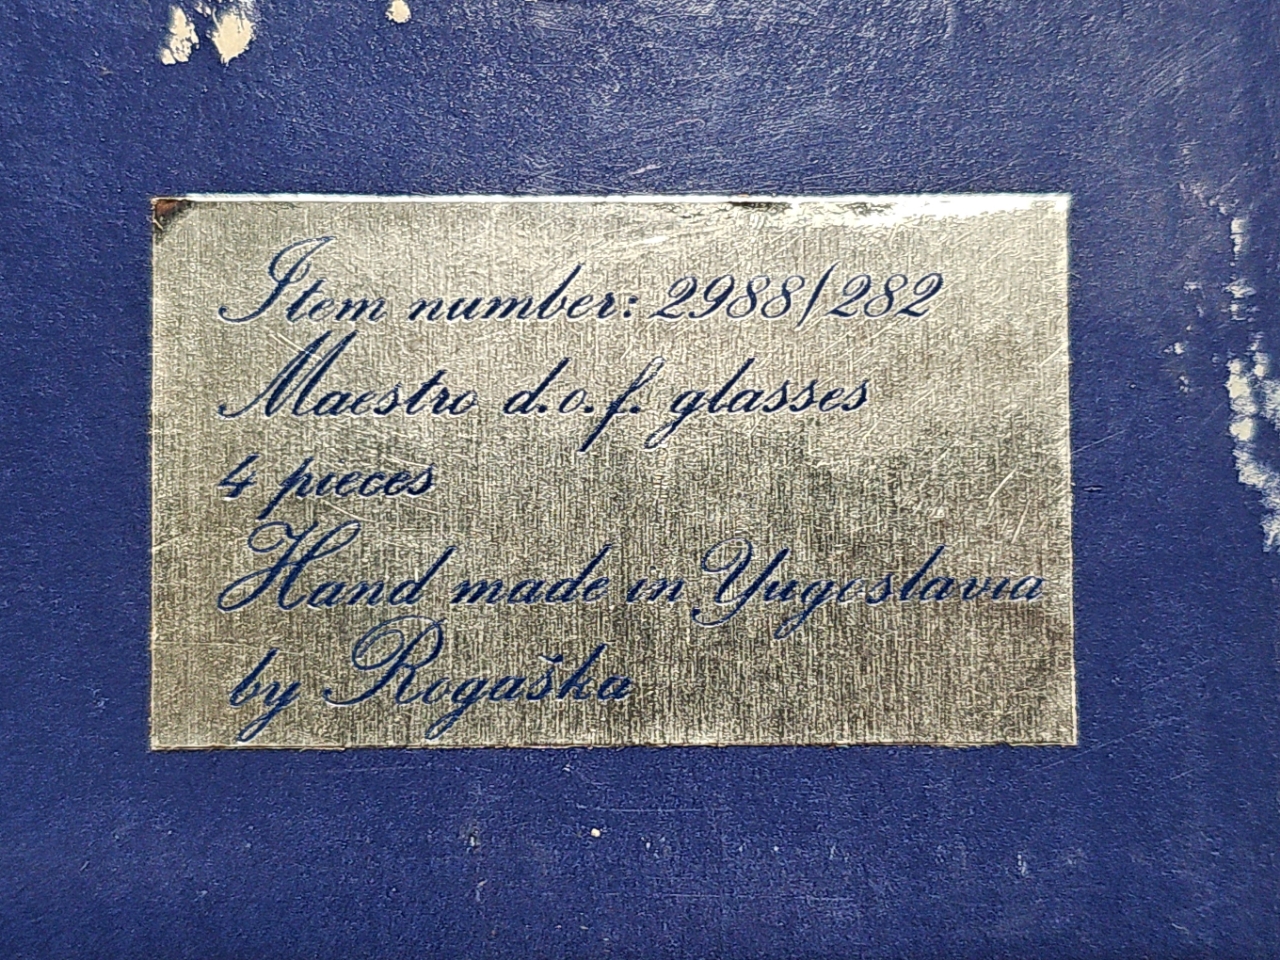 Item number: 2988/282
Maestro d.o.f. glasses
4 pieces
Hand made in Yugoslavia
by Rogaška